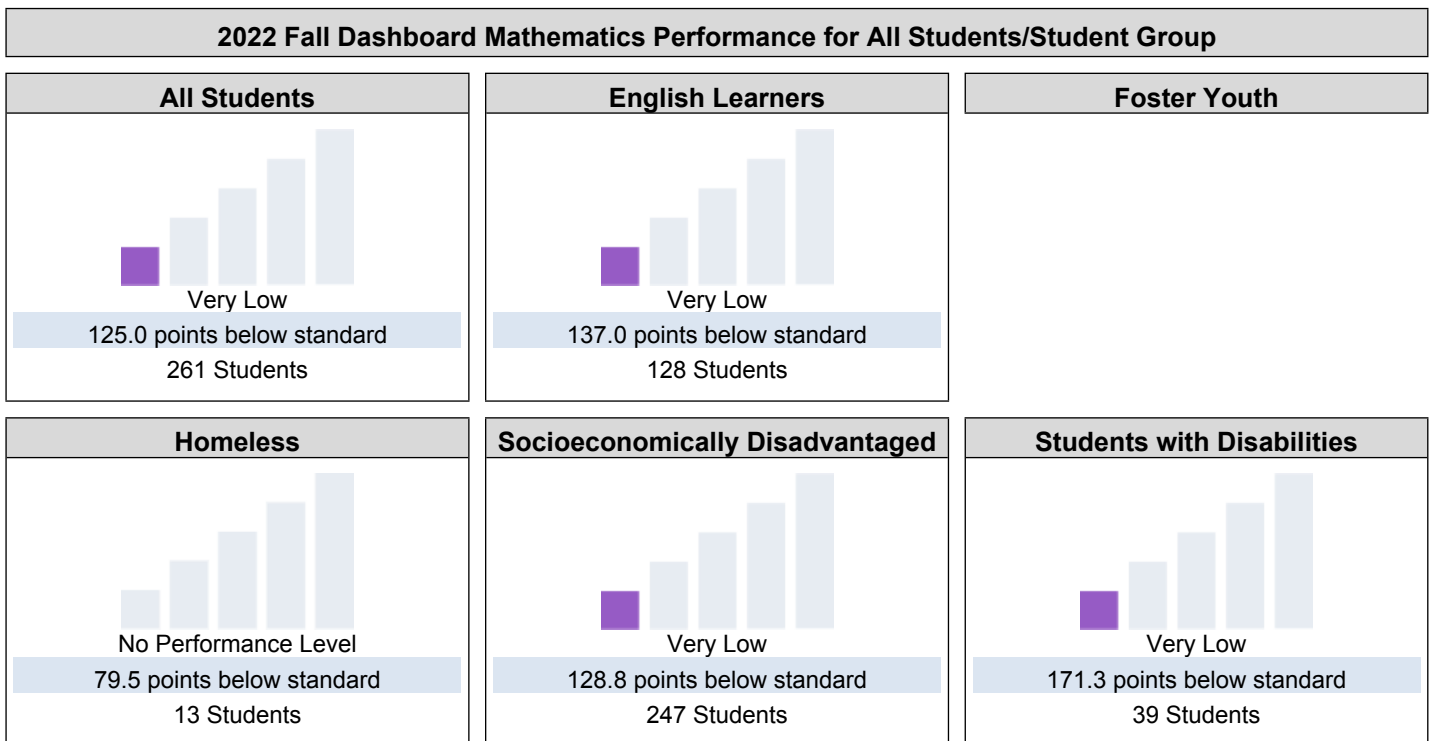 2022 Fall Dashboard Mathematics Performance for All Students/Student Group
All Students
Very Low
125.0 points below standard
261 Students
English Learners
Very Low
137.0 points below standard
128 Students
Foster Youth
Homeless
No Performance Level
79.5 points below standard
13 Students
Socioeconomically Disadvantaged
Very Low
128.8 points below standard
247 Students
Students with Disabilities
Very Low
171.3 points below standard
39 Students